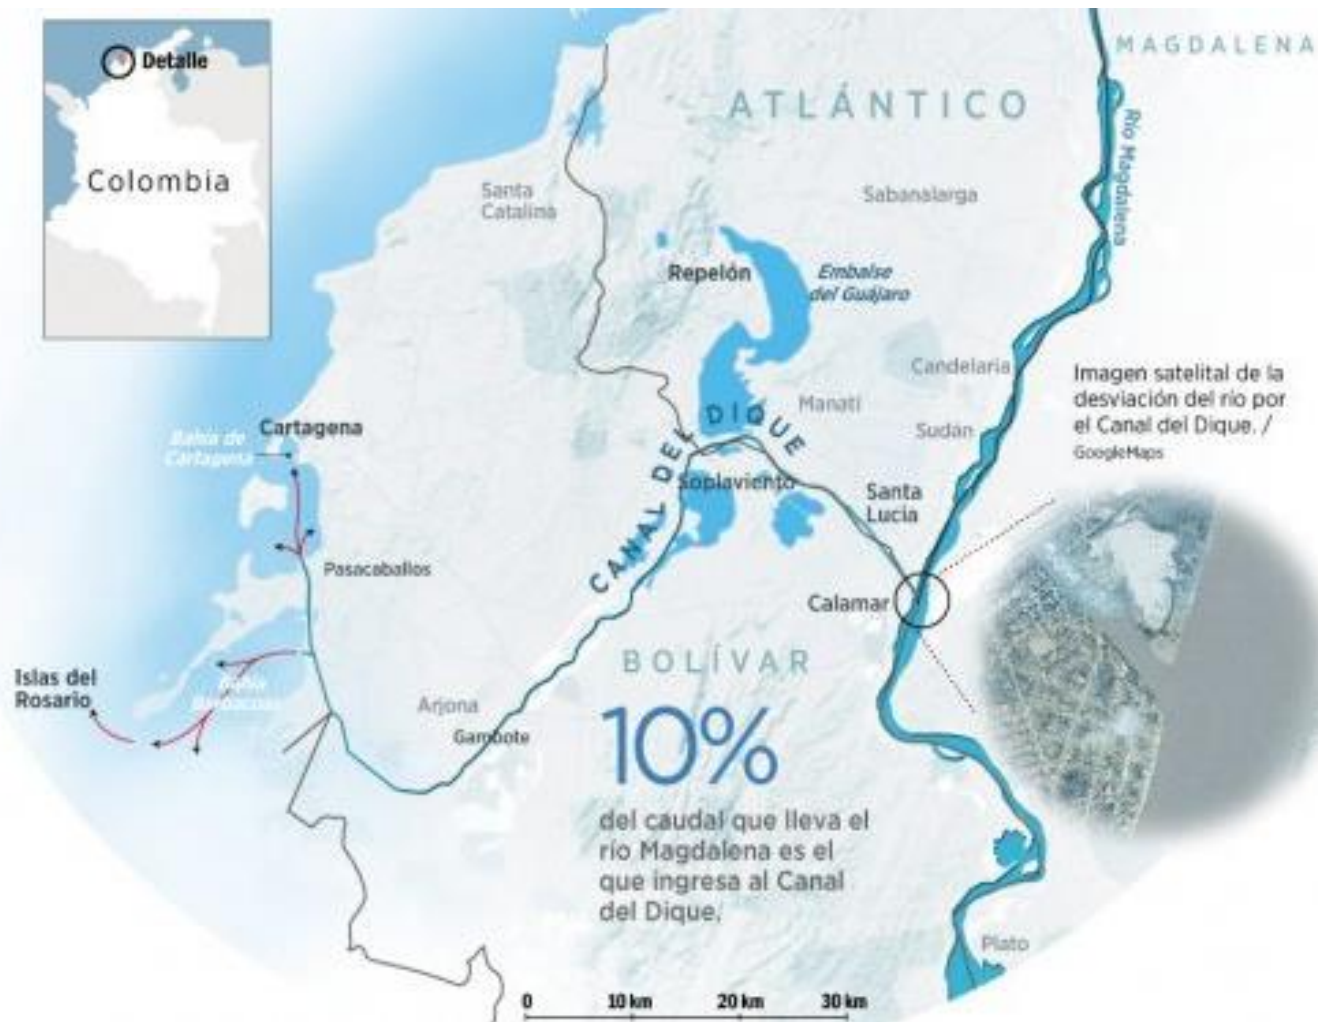 Detalle
Colombia
MAGDALENA
ATLÁNTICO
Río Magdalena
Santa
Catalina
Sabanalarga
Repelón
Embalse
del Guájaro
Candelaria
Imagen satelital de la
desviación del río por
el Canal del Dique. /
GoogleMaps
Manatí
Sudán
CANAL DEL DIQUE
Cartagena
Bahía de
Cartagena
Soplaviento
Santa
Lucía
Pasacaballos
Calamar
BOLÍVAR
Islas del
Rosario
Arjona
Gambote
10%
del caudal que lleva el
río Magdalena es el
que ingresa al Canal
del Dique.
Plato
0 10 km 20 km 30 km